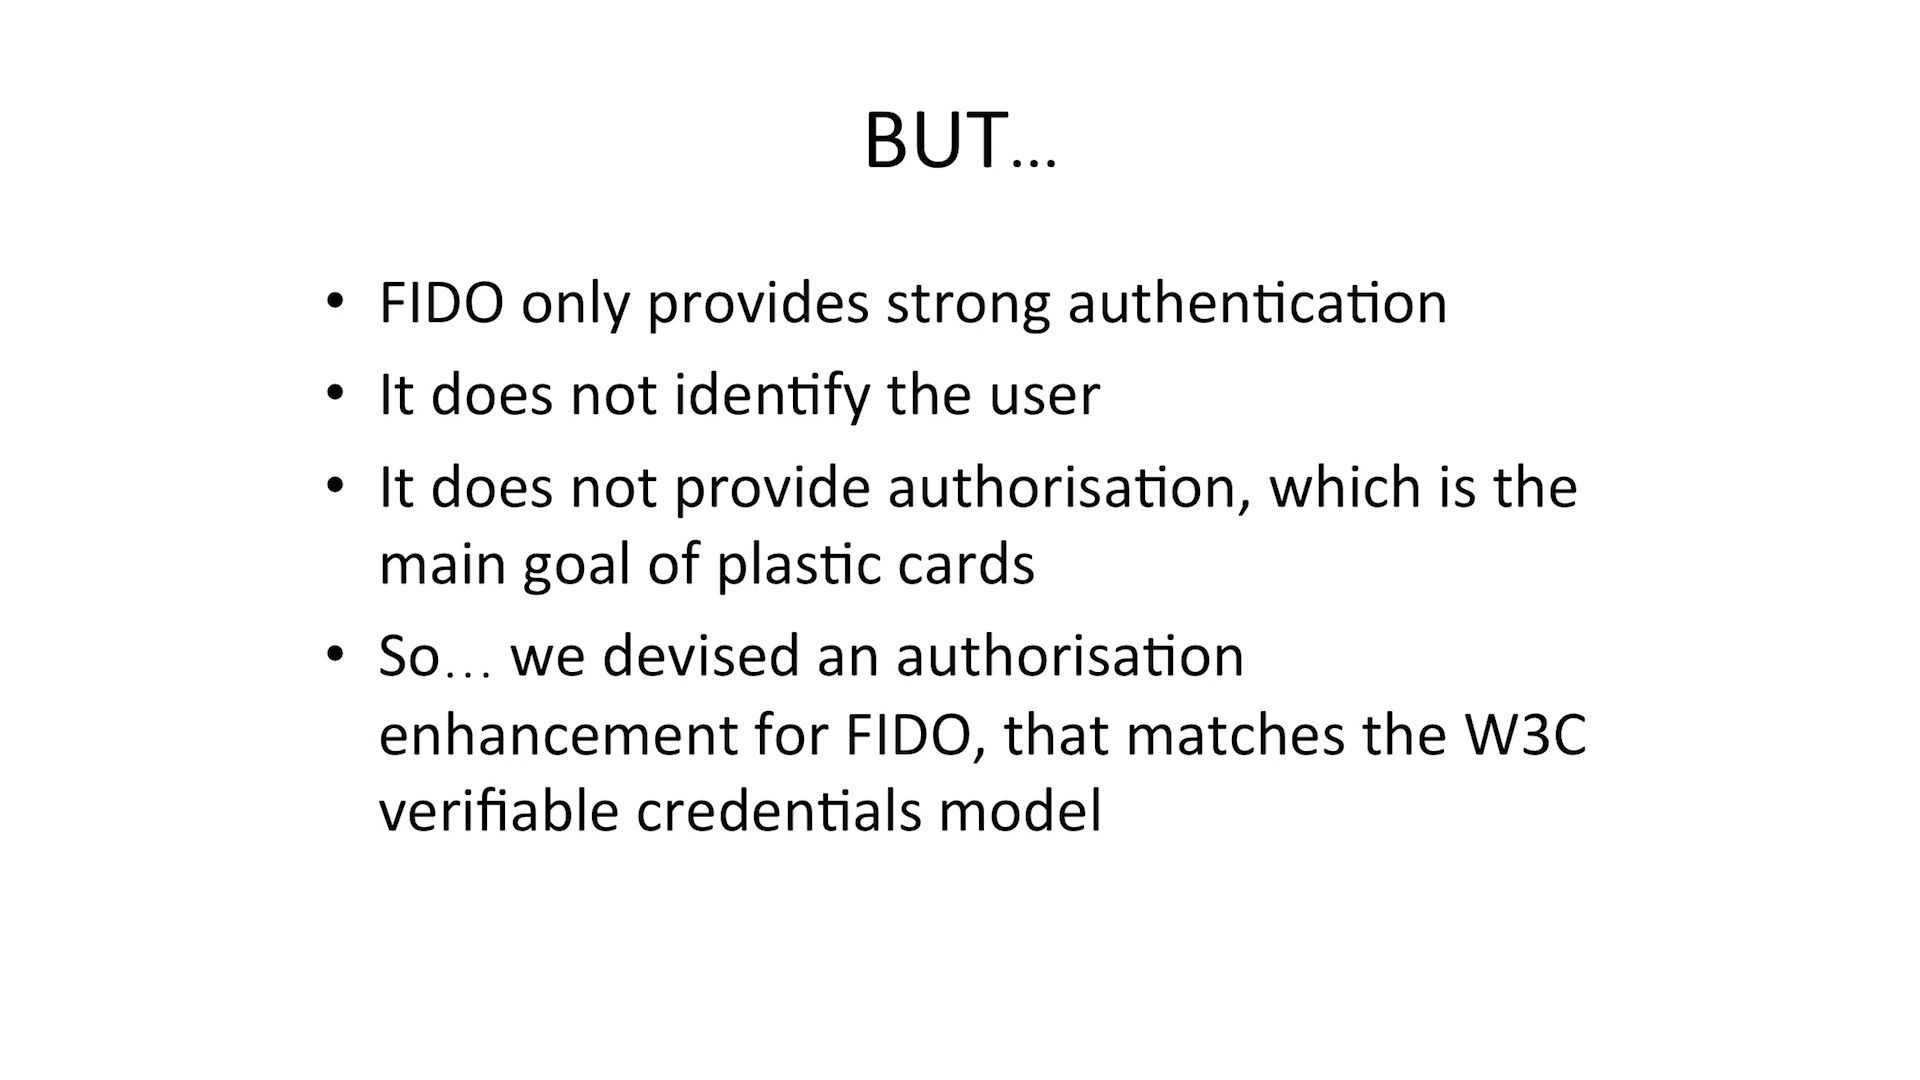 BUT...
• FIDO only provides strong authentication
• It does not identify the user
• It does not provide authorisation, which is the
main goal of plastic cards
• So... we devised an authorisation
enhancement for FIDO, that matches the W3C
verifiable credentials model